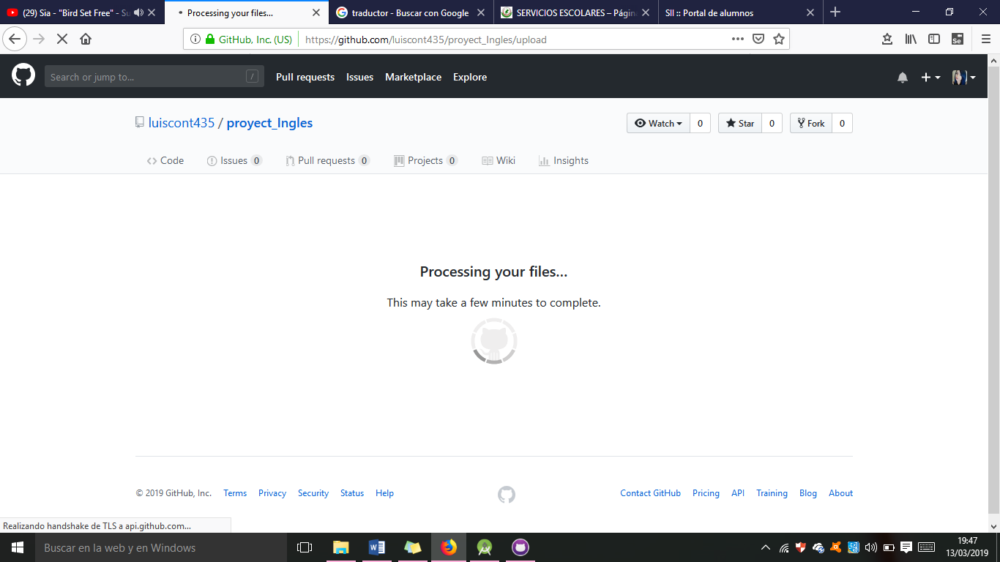 (29) Sia - "Bird Set Free" - Su
Processing your files...
traductor - Buscar con Google
SERVICIOS ESCOLARES – Página
SII :: Portal de alumnos
GitHub, Inc. (US)
https://github.com/luiscont435/proyect_Ingles/upload
Search or jump to...
/
Pull requests
Issues
Marketplace
Explore
luiscont435 / proyect_Ingles
Watch 0
Star 0
Fork 0
Code
Issues 0
Pull requests 0
Projects 0
Wiki
Insights
Processing your files...
This may take a few minutes to complete.
© 2019 GitHub, Inc.
Terms
Privacy
Security
Status
Help
Contact GitHub
Pricing
API
Training
Blog
About
Realizando handshake de TLS a api.github.com...
Buscar en la web y en Windows
19:47
13/03/2019